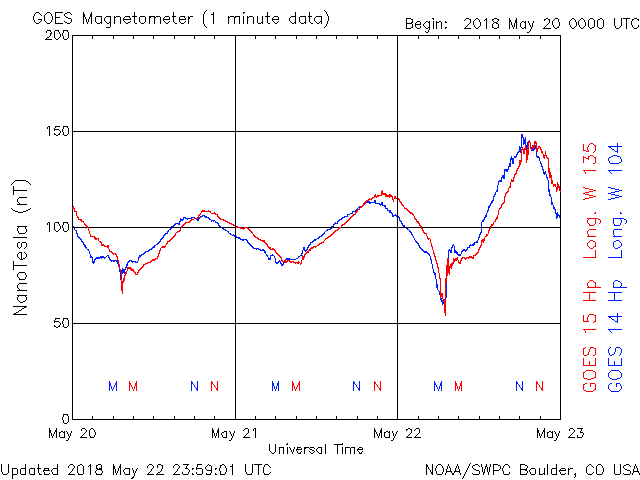 GOES Magnetometer (1 minute data)
Begin: 2018 May 20 0000 UTC
200
150
100
50
0
NanoTesla (nT)
M M N N M M N N M M N N
May 20 May 21 May 22 May 23
Universal Time
GOES 15 Hp Long. W 135
GOES 14 Hp Long. W 104
Updated 2018 May 22 23:59:01 UTC
NOAA/SWPC Boulder, CO USA